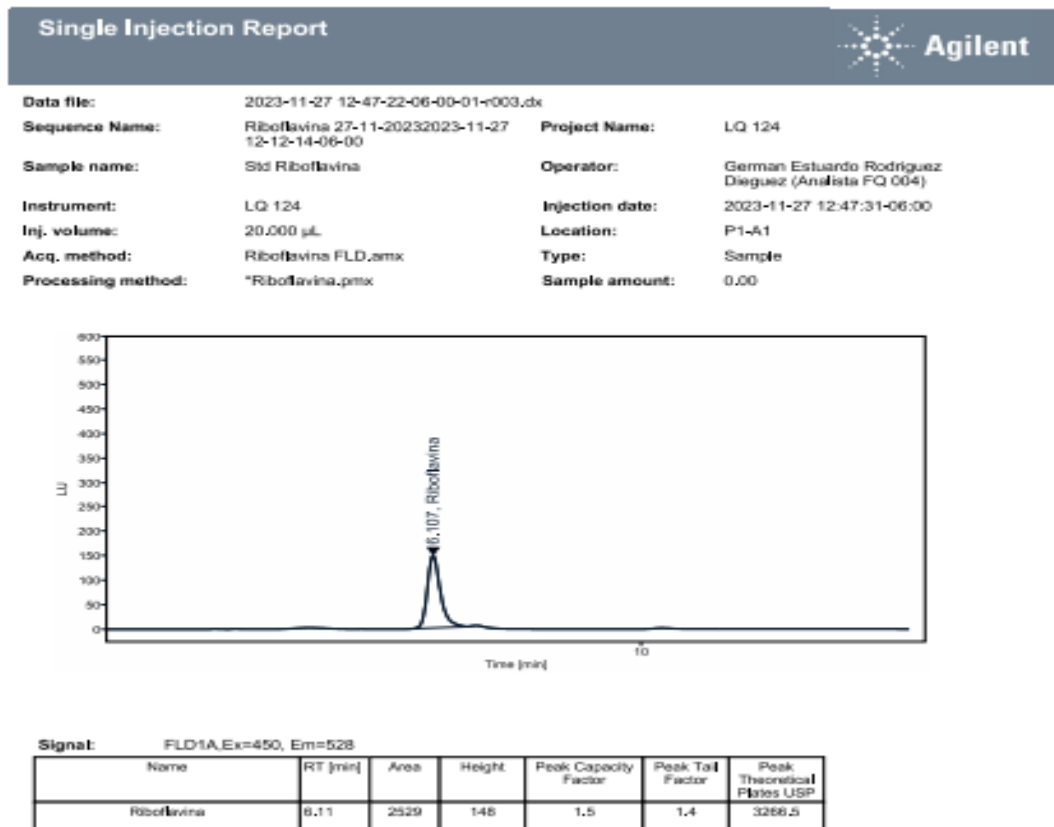 Single Injection Report
Agilent
Data file: 2023-11-27 12-47-22-06-00-01-r003.dx
Sequence Name: Riboflavina 27-11-20232023-11-27 Project Name: LQ 124
12-12-14-06-00
Sample name: Std Riboflavina Operator: German Estuardo Rodriguez
Dieguez (Analista FQ 004)
Instrument: LQ 124 Injection date: 2023-11-27 12:47:31-06:00
Inj. volume: 20.000 µL Location: P1-A1
Acq. method: Riboflavina FLD.amx Type: Sample
Processing method: *Riboflavina.pmx Sample amount: 0.00
600
550
500
450
400
350
300
250
200
150
100
50
0
LU
6.107, Riboflavina
10
Time [min]
Signal: FLD1A,Ex=450, Em=528
Name RT [min] Area Height Peak Capacity Peak Tail Peak
Factor Factor Theoretical
Plates USP
Riboflavina 6.11 2529 148 1.5 1.4 3266.5